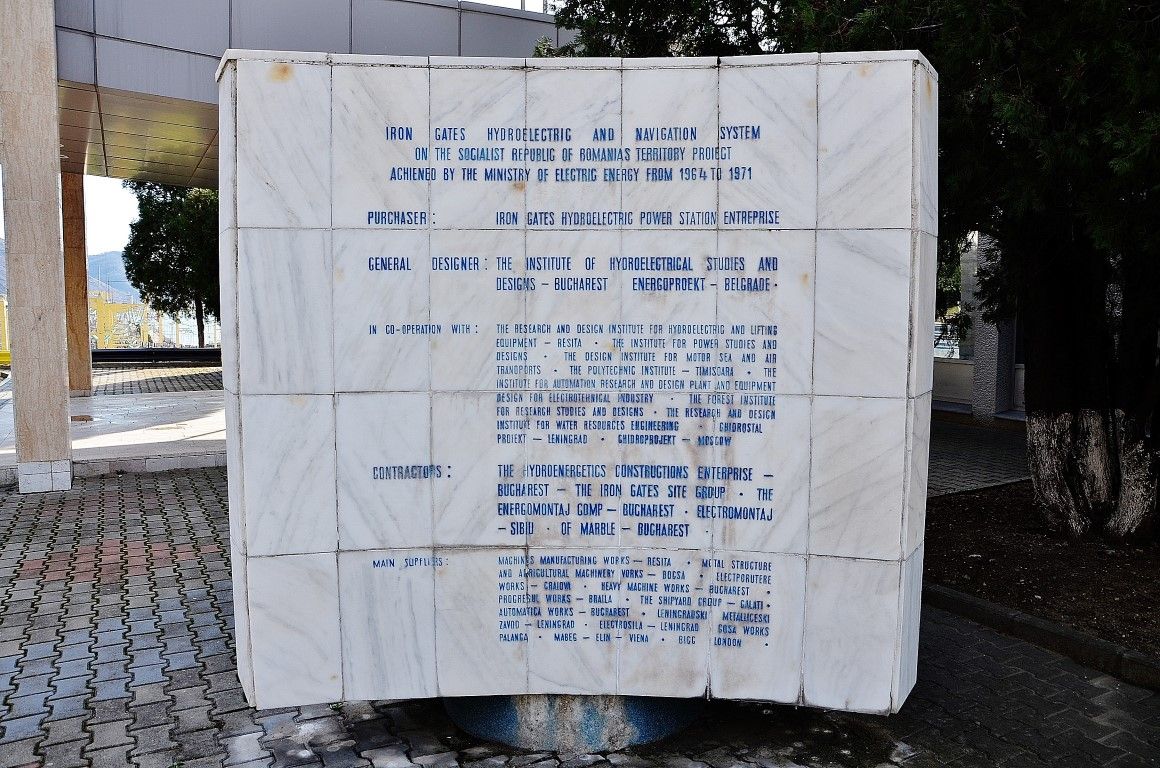 IRON GATES HYDROELECTRIC AND NAVIGATION SYSTEM
ON THE SOCIALIST REPUBLIC OF ROMANIAS TERRITORY PROIECT
ACHIENED BY THE MINISTRY OF ELECTRIC ENERGY FROM 1964 TO 1971
PURCHASER: IRON GATES HYDROELECTRIC POWER STATION ENTREPRISE
GENERAL DESIGNER: THE INSTITUTE OF HYDROELECTRICAL STUDIES AND
DESIGNS – BUCHAREST ENERGOPROEKT – BELGRADE •
IN CO-OPERATION WITH: THE RESEARCH AND DESIGN INSTITUTE FOR HYDROELECTRIC AND LIFTING
EQUIPMENT – RESITA • THE INSTITUTE FOR POWER STUDIES AND
DESIGNS • THE DESIGN INSTITUTE FOR MOTOR SEA AND AIR
TRANSPORTS • THE POLYTECHNIC INSTITUTE – TIMISOARA • THE
INSTITUTE FOR AUTOMATION RESEARCH AND DESIGN PLANT AND EQUIPMENT
DESIGN FOR ELECTROTEHNICAL INDUSTRY • THE FOREST INSTITUTE
FOR RESEARCH STUDIES AND DESIGNS • THE RESEARCH AND DESIGN
INSTITUTE FOR WATER RESOURCES ENGINEERING • GHIDROSTAL
PROIEKT – LENINGRAD • GHIDROPROJEKT – MOSCOW
CONTRACTORS: THE HYDROENERGETICS CONSTRUCTIONS ENTERPRISE –
BUCHAREST – THE IRON GATES SITE GROUP • THE
ENERGOMONTAJ COMP – BUCHAREST • ELECTROMONTAJ
– SIBIU • OF MARBLE – BUCHAREST •
MAIN SUPPLIERS: MACHINES MANUFACTURING WORKS – RESITA • METAL STRUCTURE
AND AGRICULTURAL MACHINERY WORKS – BOCSA • ELECTPORUTERE
WORKS – CRAIOVA • HEAVY MACHINE WORKS – BUCHAREST •
PROGRESUL WORKS – BRAILA • THE SHIPYARD GROUP – GALATI •
AUTOMATICA WORKS – BUCHAREST • LENINGRADSKI METALLICESKI
ZAVOD – LENINGRAD • ELECTROSILA – LENINGRAD GOSA WORKS
PALANCA • MABEG – ELIN – VIENA • BICC LONDON •